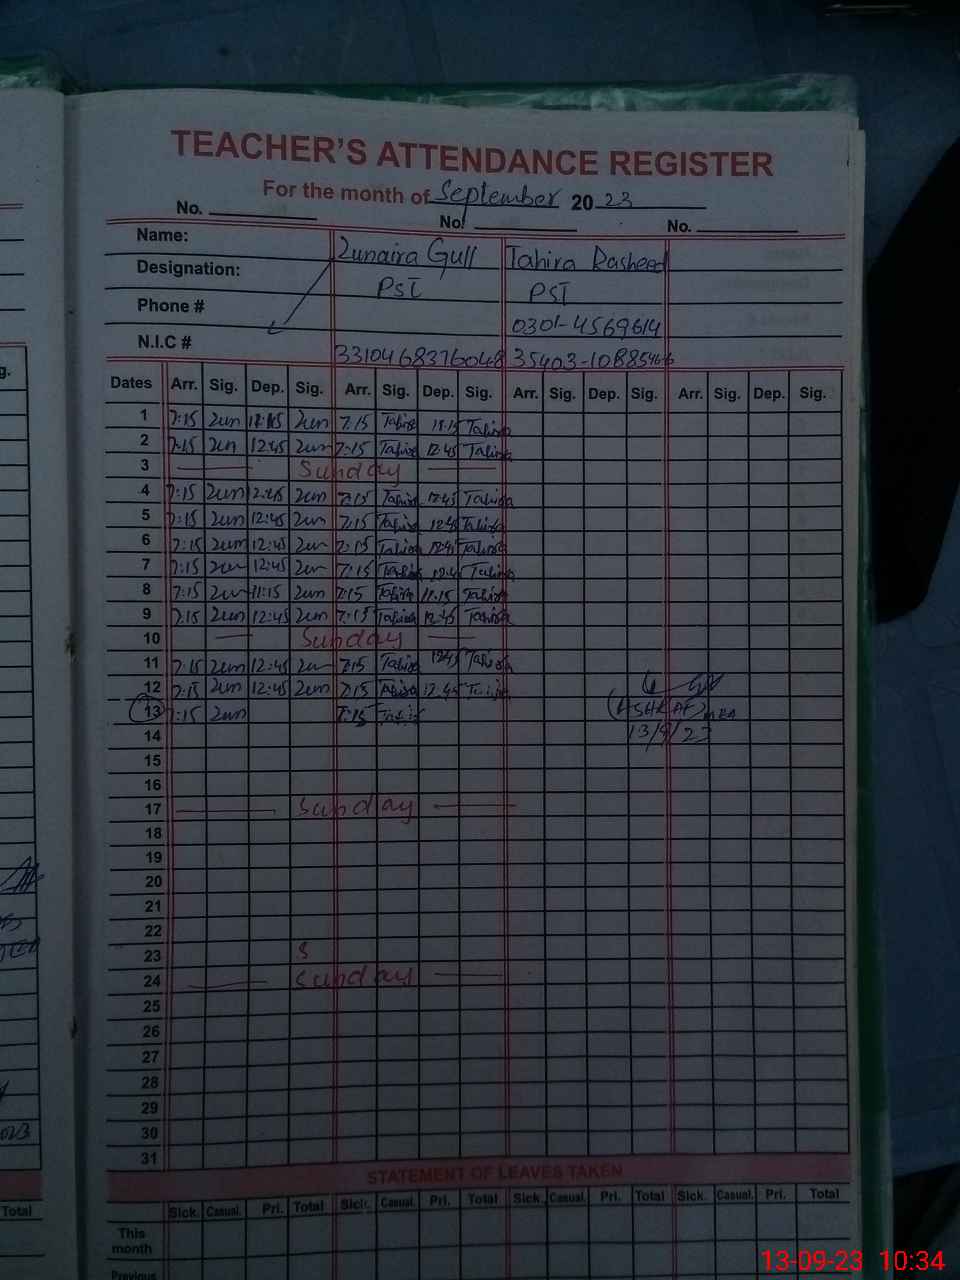 TEACHER'S ATTENDANCE REGISTER
For the month of September 20 23
No. No. No.
Name: Zunaira Gull Tahira Rasheed
Designation: PST PST
Phone # 0301-4569614
N.I.C # 3310468376048
Dates Arr. Sig. Dep. Sig. Arr. Sig. Dep. Sig. Arr. Sig. Dep. Sig. Arr. Sig. Dep. Sig.
1 7:15 Zun Zun 7:15 Tahira 11:15 Tahira
2 7:15 Zun 12:45 Zun 7:15 Tahira 12:45 Tahira
3 Sunday
4 7:15 Zun 12:45 Zun 7:15 Tahira 12:45 Tahira
5 7:15 Zun 12:45 Zun 7:15 Tahira 12:45 Tahira
6 7:15 Zun 12:45 Zun 7:15 Tahira 12:45 Tahira
7 7:15 Zun 12:45 Zun 7:15 Tahira 12:45 Tahira
8 7:15 Zun 11:15 Zun 7:15 Tahira 11:15 Tahira
9 7:15 Zun 12:45 Zun 7:15 Tahira 12:45 Tahira
10 Sunday
11 7:15 Zun 12:45 Zun 7:15 Tahira 12:45 Tahira
12 7:15 Zun 12:45 Zun 7:15 Tahira 12:45 Tahira
13 7:15 Zun 7:15 Tahira (ASHRAF) MEA
14 13/9/23
15
16
17 Sunday
18
19
20
21
22
23 S
24 Sunday
25
26
27
28
29
30
31
STATEMENT OF LEAVES TAKEN
Sick. Casual. Pri. Total Sick. Casual. Pri. Total Sick. Casual. Pri. Total Sick. Casual. Pri. Total
This month
Previous
g.
Total
13-09-23 10:34